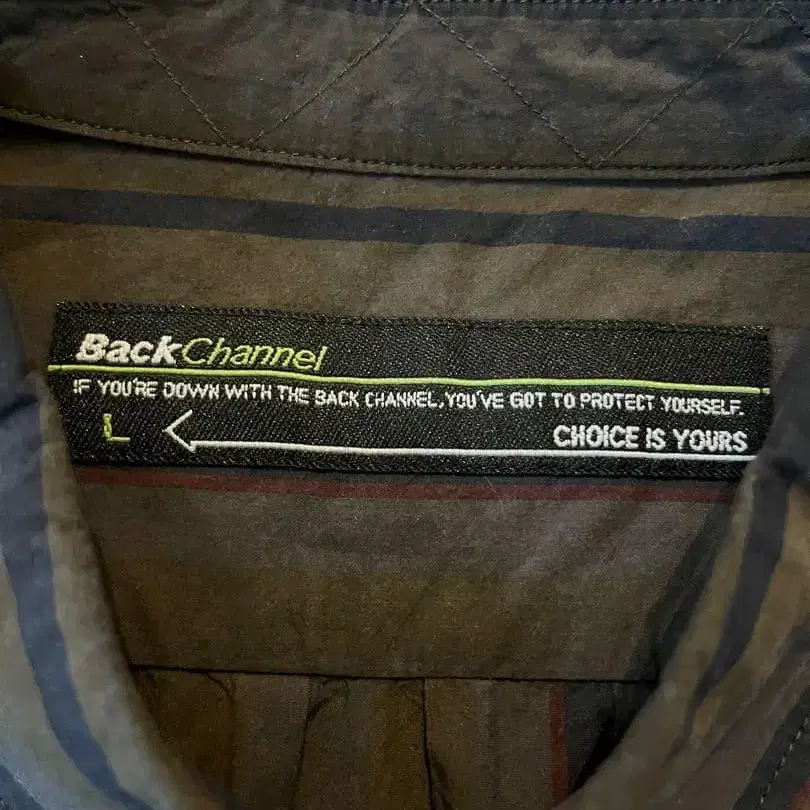 BackChannel
IF YOU'RE DOWN WITH THE BACK CHANNEL, YOU'VE GOT TO PROTECT YOURSELF.
L CHOICE IS YOURS